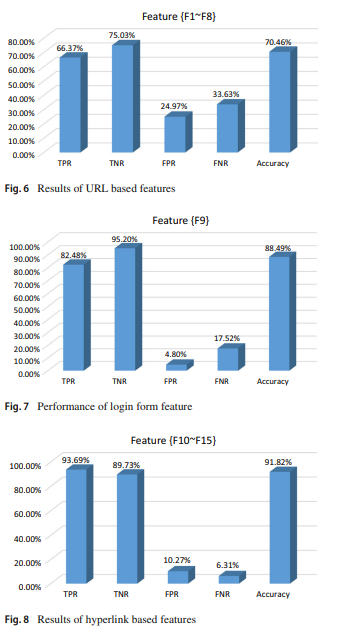 Feature {F1~F8}
80.00%
70.00%
60.00%
50.00%
40.00%
30.00%
20.00%
10.00%
0.00%
66.37%
75.03%
24.97%
33.63%
70.46%
TPR
TNR
FPR
FNR
Accuracy
Fig. 6 Results of URL based features
Feature {F9}
100.00%
90.00%
80.00%
70.00%
60.00%
50.00%
40.00%
30.00%
20.00%
10.00%
0.00%
82.48%
95.20%
4.80%
17.52%
88.49%
TPR
TNR
FPR
FNR
Accuracy
Fig. 7 Performance of login form feature
Feature {F10~F15}
100.00%
80.00%
60.00%
40.00%
20.00%
0.00%
93.69%
89.73%
10.27%
6.31%
91.82%
TPR
TNR
FPR
FNR
Accuracy
Fig. 8 Results of hyperlink based features